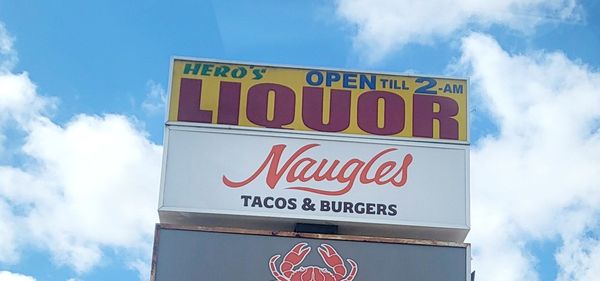 HERO'S OPEN TILL 2-AM
LIQUOR
Naugles
TACOS & BURGERS